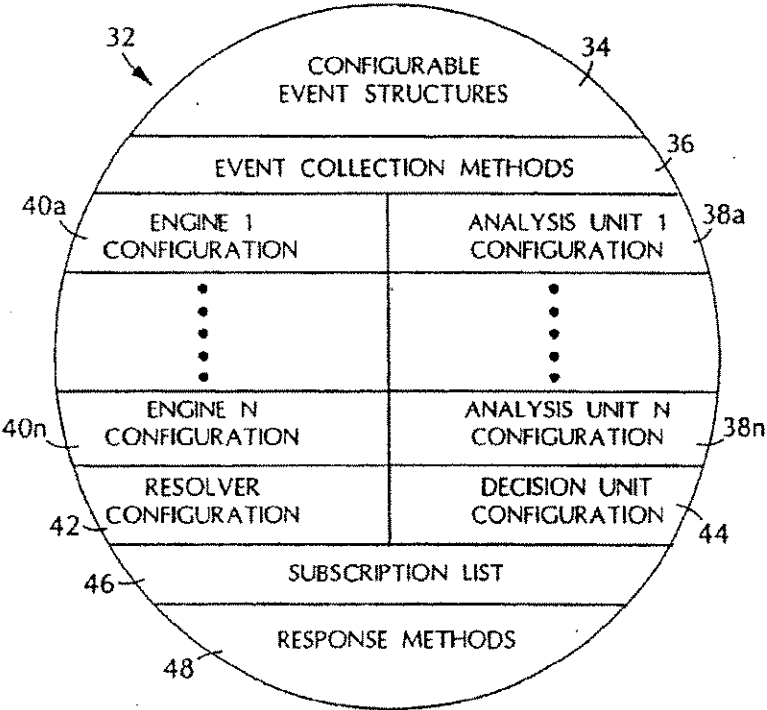 32
34
CONFIGURABLE
EVENT STRUCTURES
36
EVENT COLLECTION METHODS
40a
ENGINE 1
CONFIGURATION
ANALYSIS UNIT 1
CONFIGURATION
38a
ENGINE N
CONFIGURATION
40n
ANALYSIS UNIT N
CONFIGURATION
38n
RESOLVER
CONFIGURATION
42
DECISION UNIT
CONFIGURATION
44
46
SUBSCRIPTION LIST
RESPONSE METHODS
48